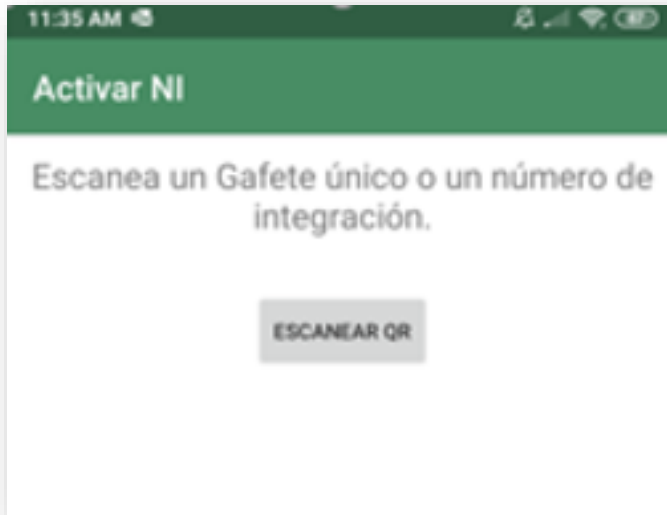 11:35 AM
Activar NI
Escanea un Gafete único o un número de
integración.
ESCANEAR QR